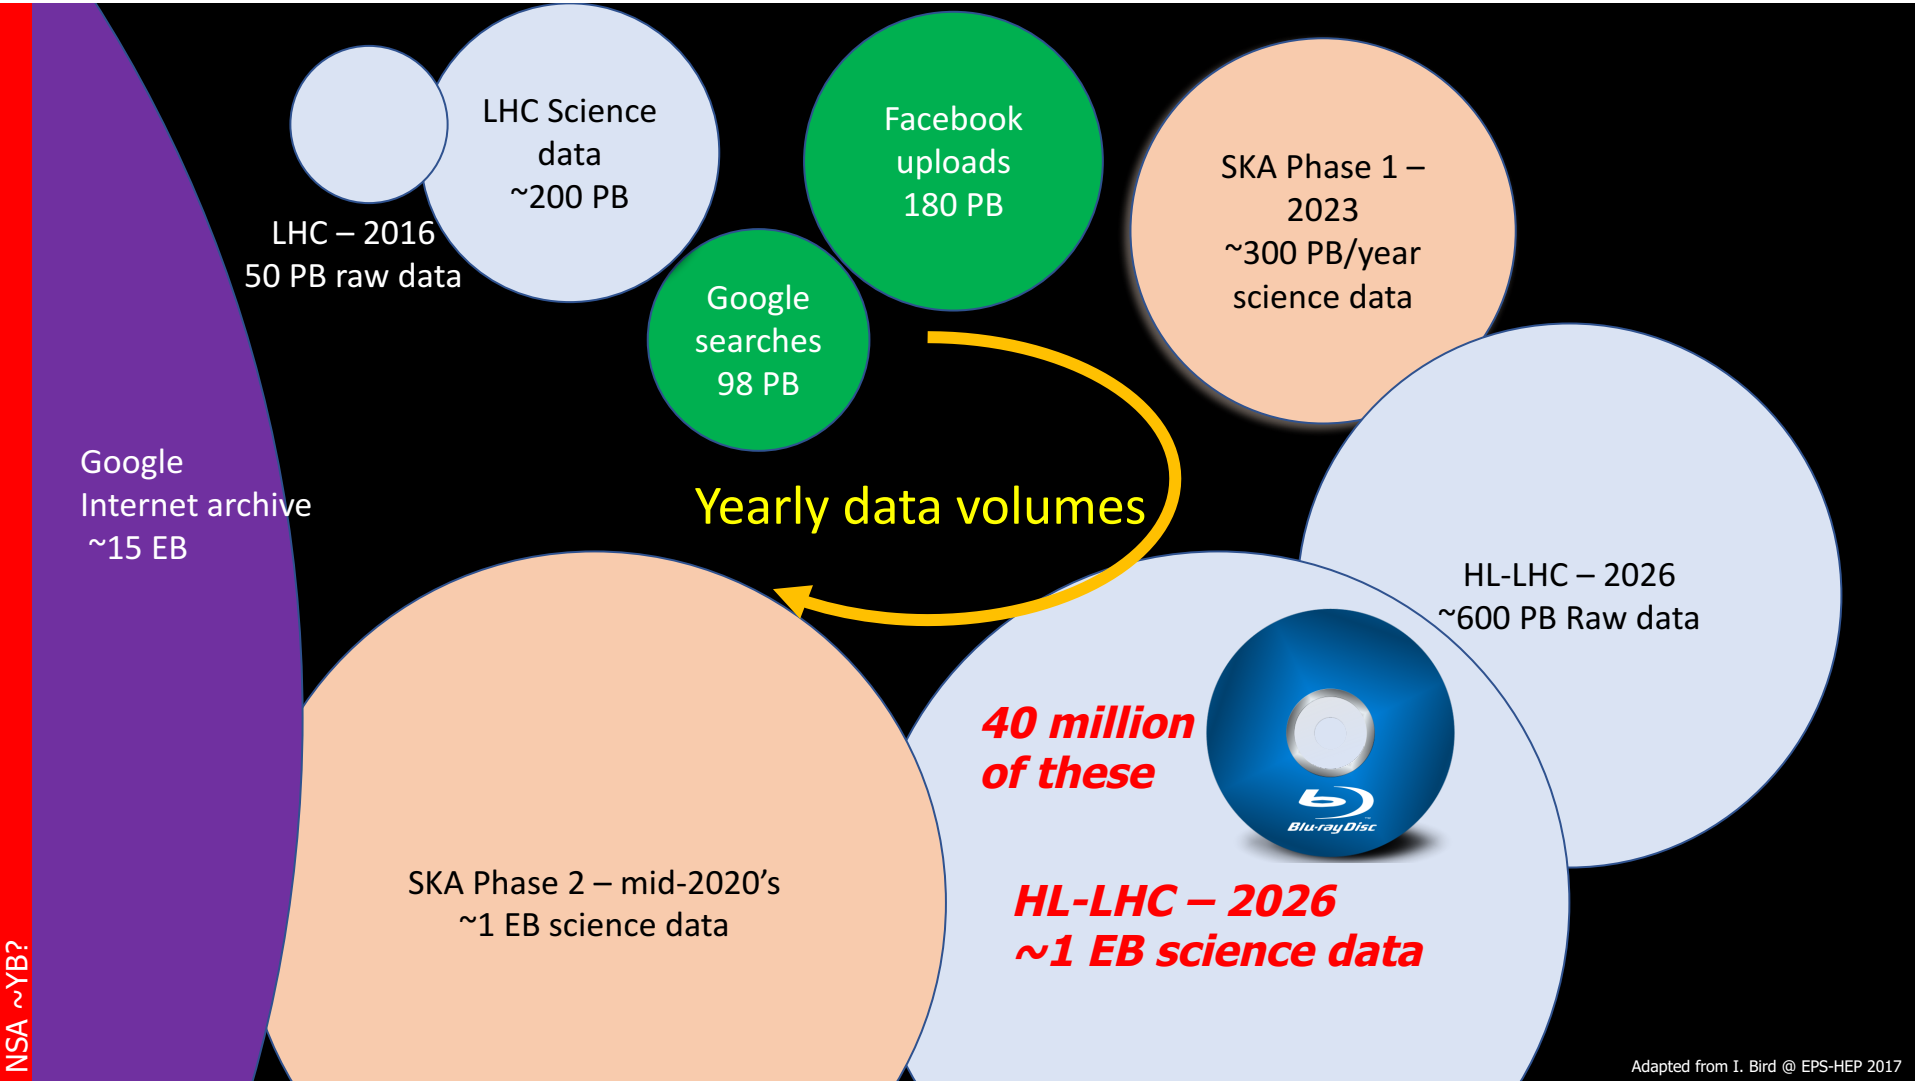 LHC Science
data
~200 PB
LHC – 2016
50 PB raw data
Facebook
uploads
180 PB
Google
searches
98 PB
SKA Phase 1 –
2023
~300 PB/year
science data
Google
Internet archive
~15 EB
Yearly data volumes
HL-LHC – 2026
~600 PB Raw data
40 million
of these
Blu-ray Disc
SKA Phase 2 – mid-2020’s
~1 EB science data
HL-LHC – 2026
~1 EB science data
NSA ~YB?
Adapted from I. Bird @ EPS-HEP 2017